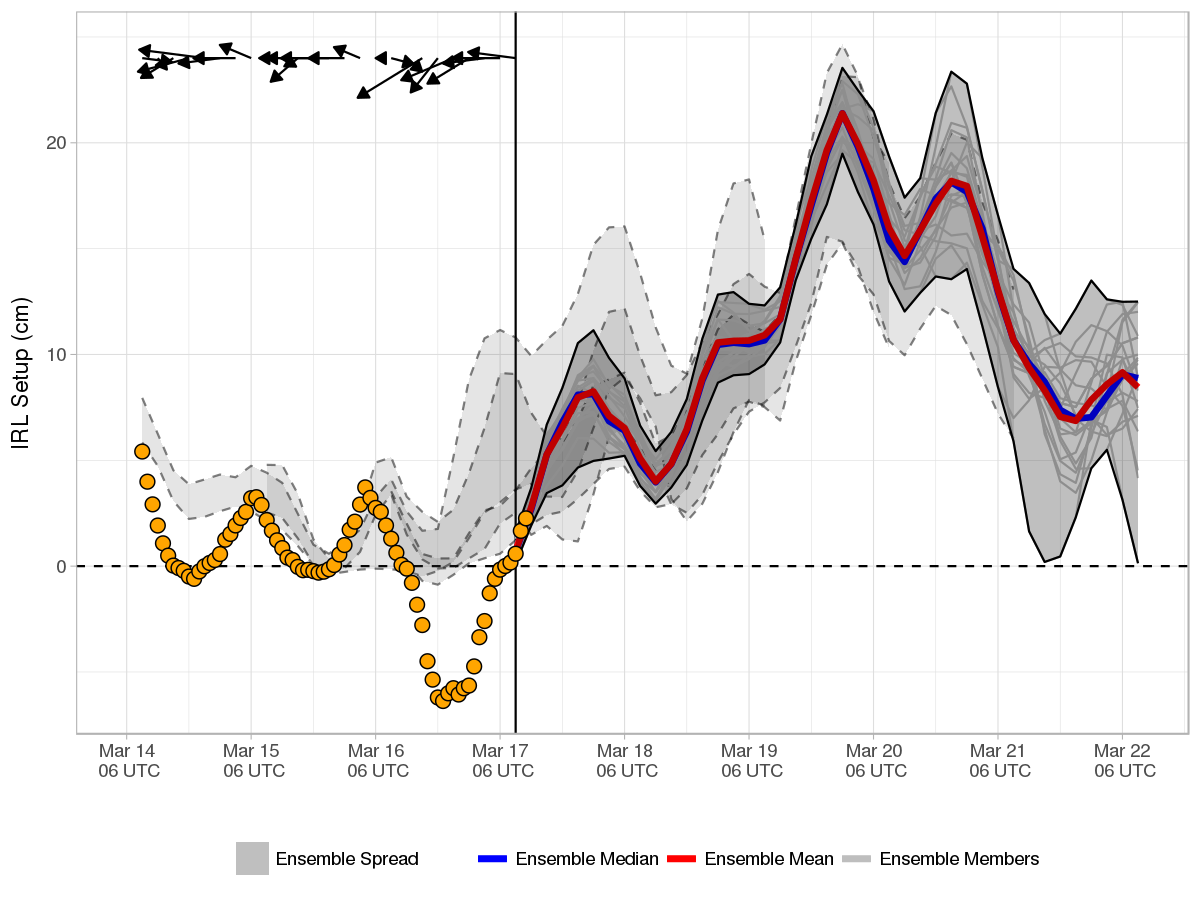 IRL Setup (cm)
20
10
0
Mar 14 Mar 15 Mar 16 Mar 17 Mar 18 Mar 19 Mar 20 Mar 21 Mar 22
06 UTC 06 UTC 06 UTC 06 UTC 06 UTC 06 UTC 06 UTC 06 UTC 06 UTC
Ensemble Spread Ensemble Median Ensemble Mean Ensemble Members